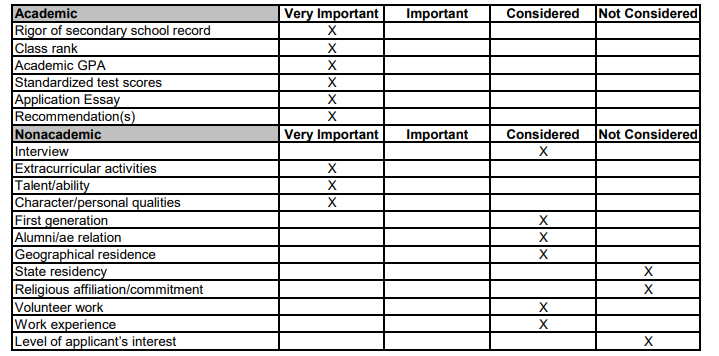 Academic Very Important Important Considered Not Considered
Rigor of secondary school record X
Class rank X
Academic GPA X
Standardized test scores X
Application Essay X
Recommendation(s) X
Nonacademic Very Important Important Considered Not Considered
Interview X
Extracurricular activities X
Talent/ability X
Character/personal qualities X
First generation X
Alumni/ae relation X
Geographical residence X
State residency X
Religious affiliation/commitment X
Volunteer work X
Work experience X
Level of applicant’s interest X